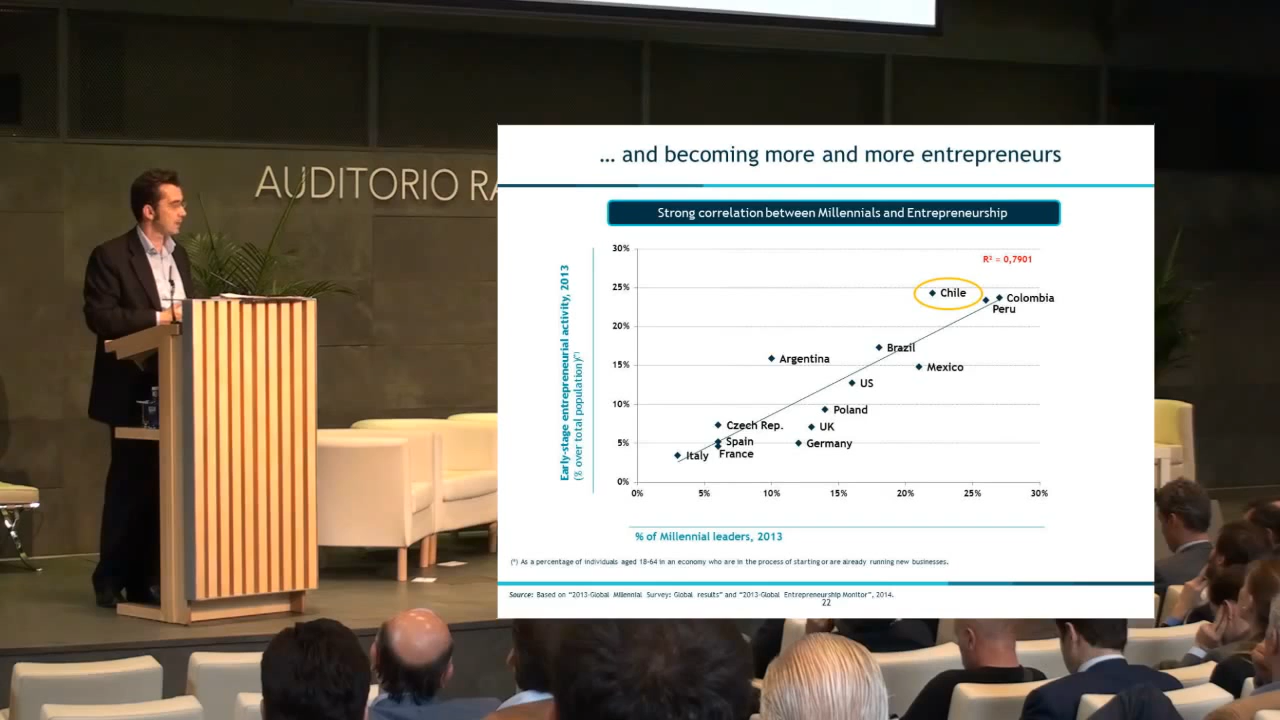 AUDITORIO RA
… and becoming more and more entrepreneurs
Strong correlation between Millennials and Entrepreneurship
Early-stage entrepreneurial activity, 2013
(% over total population)(*)
30%
25%
20%
15%
10%
5%
0%
R² = 0,7901
Chile
Colombia
Peru
Brazil
Argentina
Mexico
US
Poland
Czech Rep.
UK
Spain
Germany
France
Italy
0% 5% 10% 15% 20% 25% 30%
% of Millennial leaders, 2013
(*) As a percentage of individuals aged 18-64 in an economy who are in the process of starting or are already running new businesses.
Source: Based on "2013-Global Millennial Survey: Global results" and "2013-Global Entrepreneurship Monitor", 2014.
22